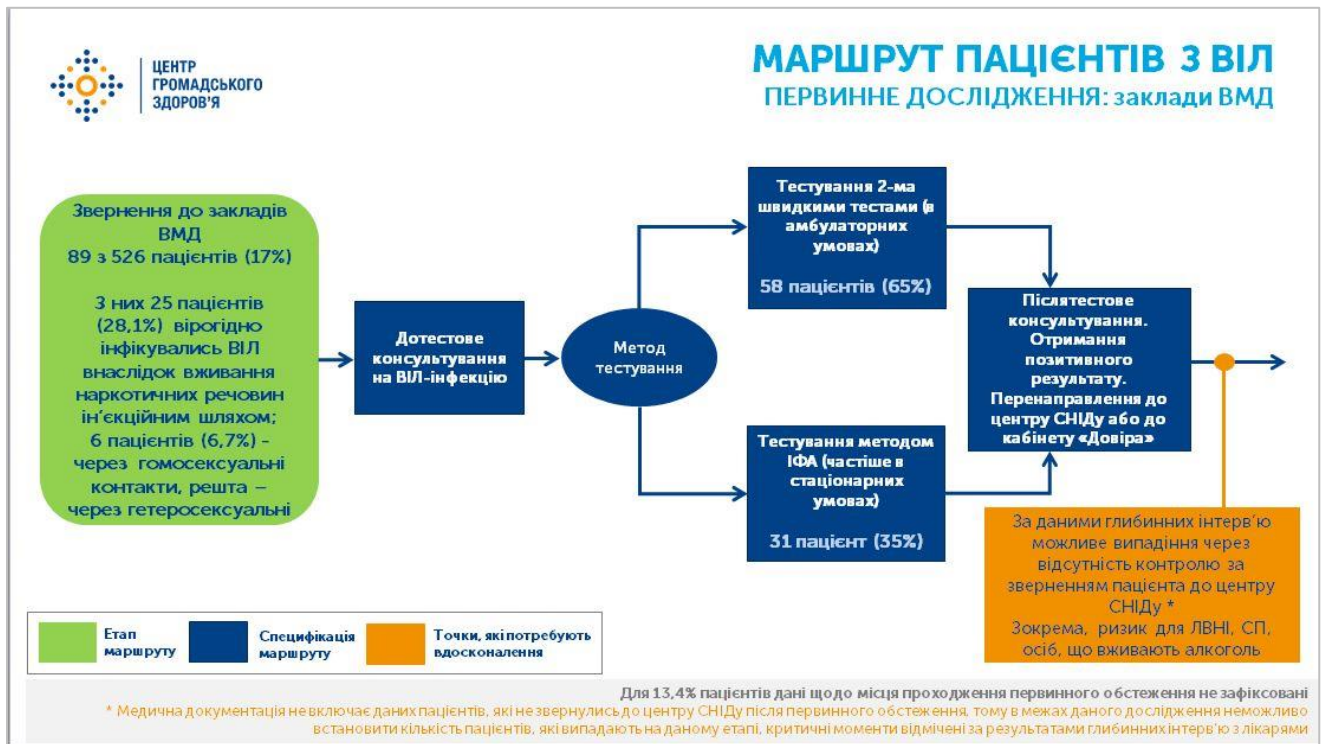 ЦЕНТР
ГРОМАДСЬКОГО
ЗДОРОВ'Я
МАРШРУТ ПАЦІЄНТІВ З ВІЛ
ПЕРВИННЕ ДОСЛІДЖЕННЯ: заклади ВМД
Звернення до закладів
ВМД
89 з 526 пацієнтів (17%)
З них 25 пацієнтів
(28,1%) вірогідно
інфікувались ВІЛ
внаслідок вживання
наркотичних речовин
ін'єкційним шляхом;
6 пацієнтів (6,7%) -
через гомосексуальні
контакти, решта –
через гетеросексуальні
Дотестове
консультування
на ВІЛ-інфекцію
Метод
тестування
Тестування 2-ма
швидкими тестами (в
амбулаторних
умовах)
58 пацієнтів (65%)
Тестування методом
ІФА (частіше в
стаціонарних
умовах)
31 пацієнт (35%)
Післятестове
консультування.
Отримання
позитивного
результату.
Перенаправлення до
центру СНІДу або до
кабінету «Довіра»
За даними глибинних інтерв'ю
можливе випадіння через
відсутність контролю за
зверненням пацієнта до центру
СНІДу *
Зокрема, ризик для ЛВНІ, СП,
осіб, що вживають алкоголь
Етап
маршруту
Специфікація
маршруту
Точки, які потребують
вдосконалення
Для 13,4% пацієнтів дані щодо місця проходження первинного обстеження не зафіксовані
* Медична документація не включає даних пацієнтів, які не звернулись до центру СНІДу після первинного обстеження, тому в межах даного дослідження неможливо
встановити кількість пацієнтів, які випадають на даному етапі, критичні моменти відмічені за результатами глибинних інтерв'ю з лікарями